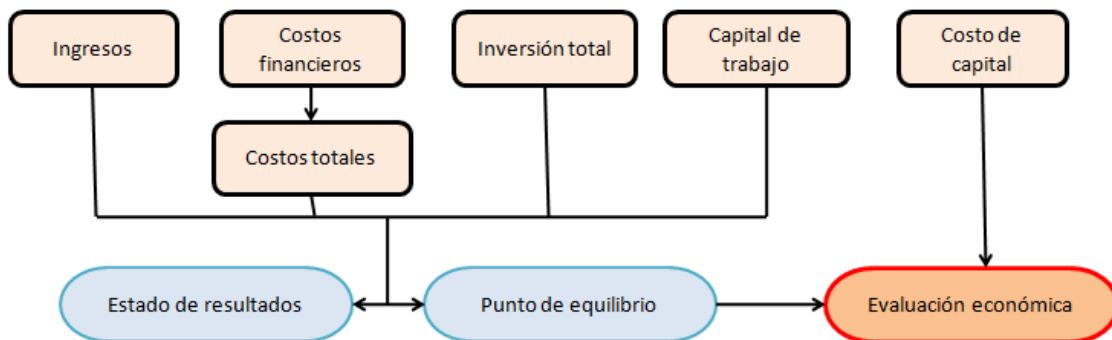 Ingresos
Costos
financieros
Inversión total
Capital de
trabajo
Costo de
capital
Costos totales
Estado de resultados
Punto de equilibrio
Evaluación económica